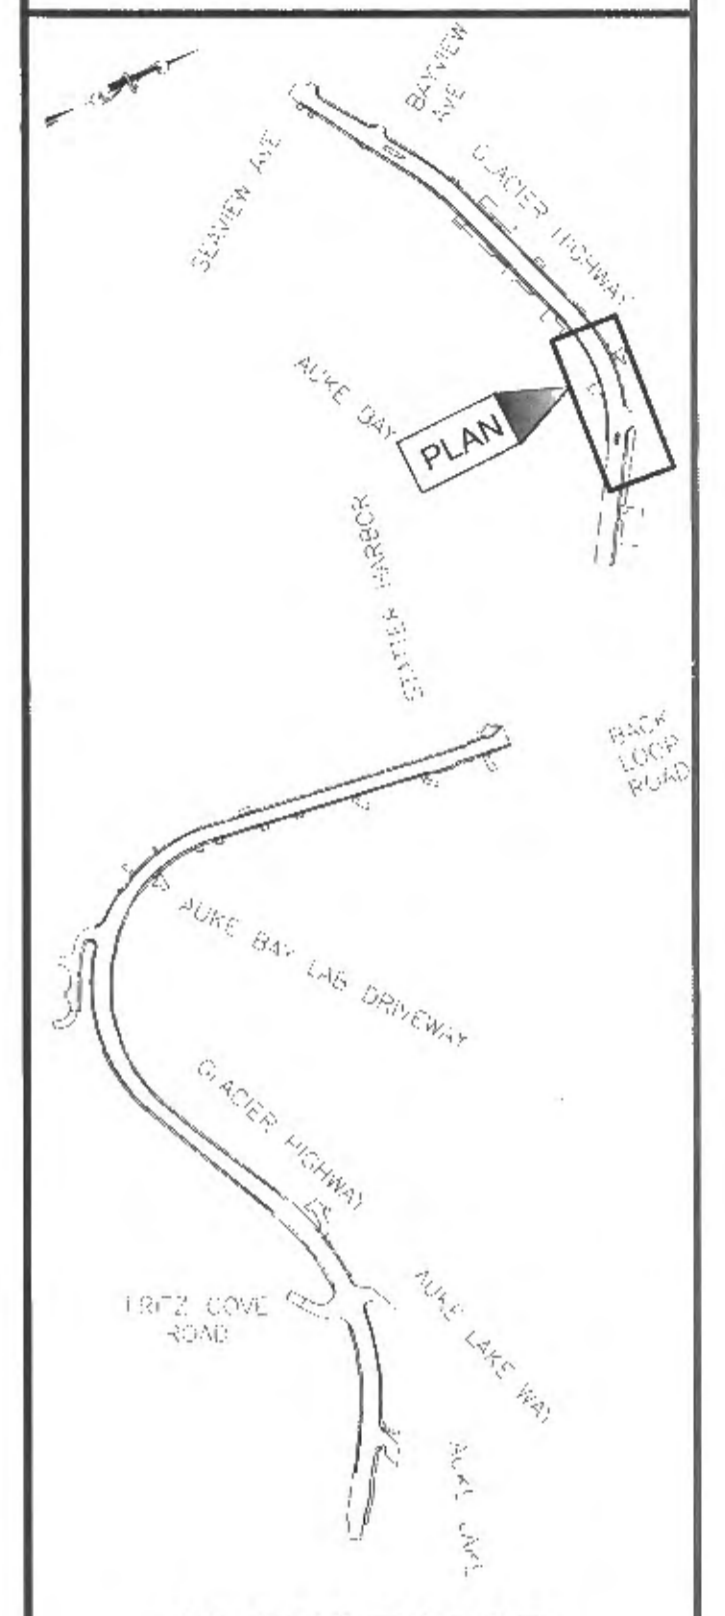 N
BAYVIEW
AVE
SEAVIEW AVE
GLACIER HIGHWAY
AUKE BAY
PLAN
STATTER HARBOR
BACK
LOOP
ROAD
AUKE BAY LAB DRIVEWAY
GLACIER HIGHWAY
FRITZ COVE
ROAD
AUKE LAKE WAY
AUKE LAKE